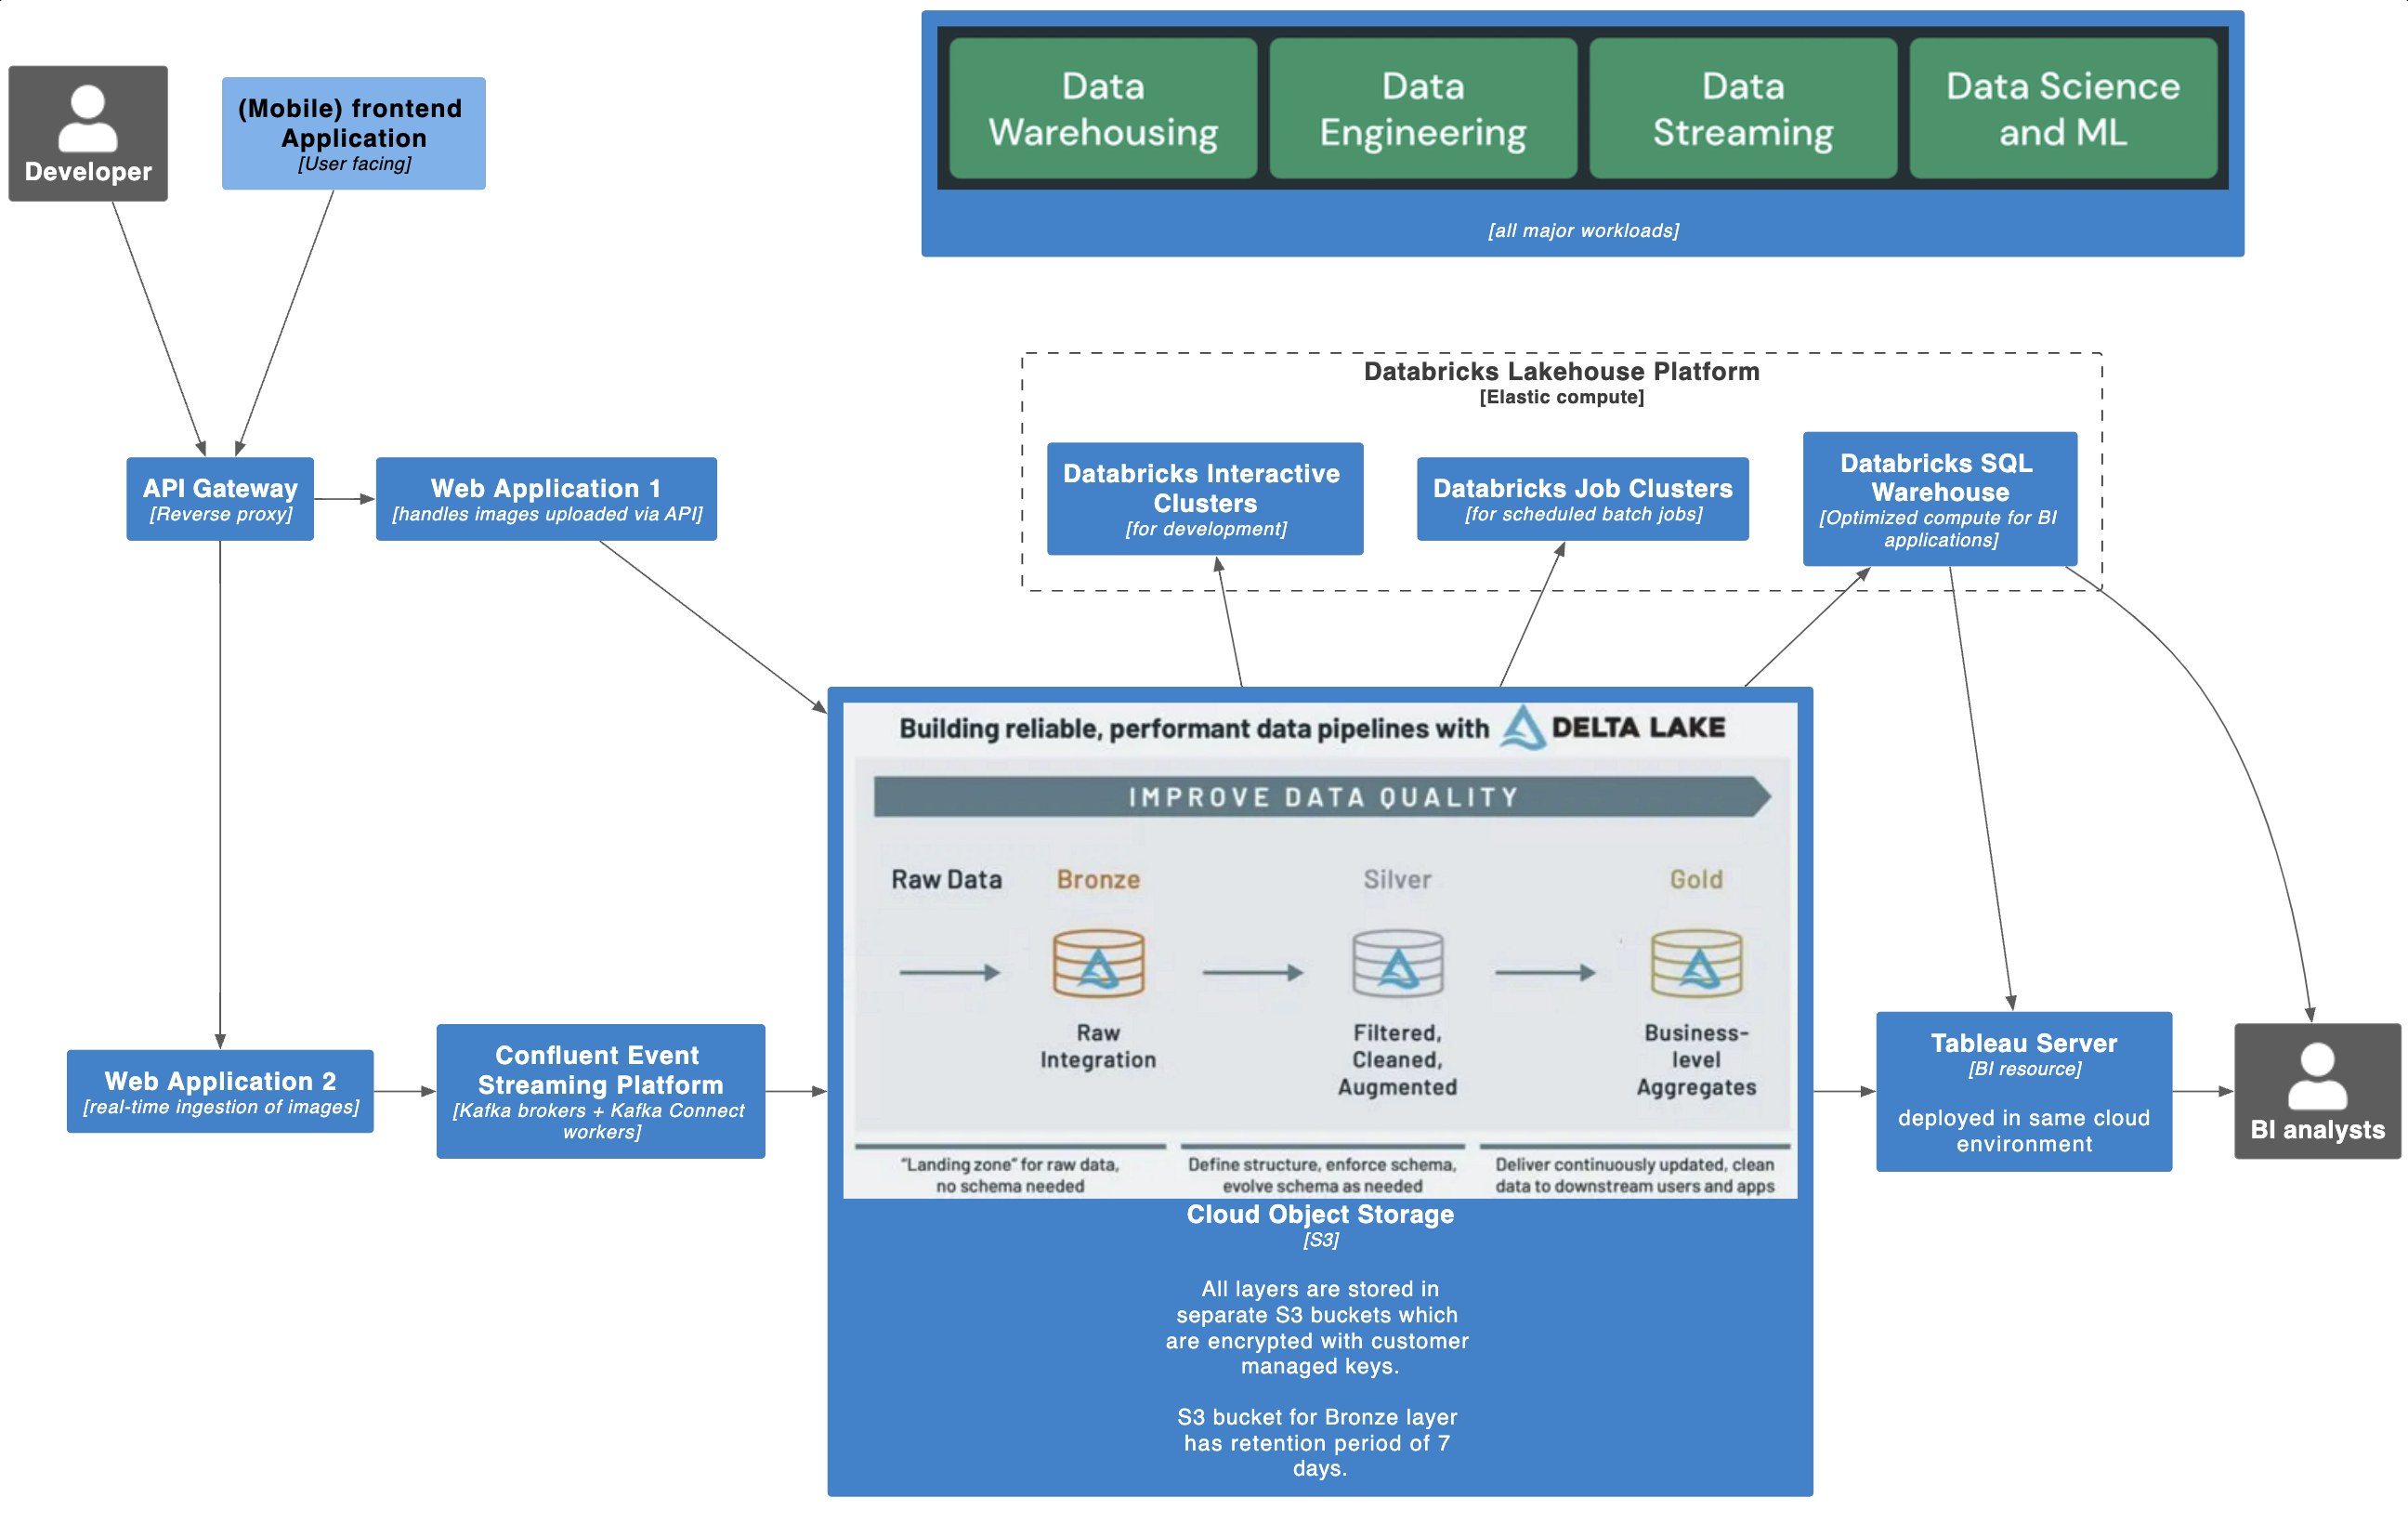 Data
Warehousing
Data
Engineering
Data
Streaming
Data Science
and ML
[all major workloads]
Developer
(Mobile) frontend
Application
[User facing]
Databricks Lakehouse Platform
[Elastic compute]
API Gateway
[Reverse proxy]
Web Application 1
[handles images uploaded via API]
Databricks Interactive
Clusters
[for development]
Databricks Job Clusters
[for scheduled batch jobs]
Databricks SQL
Warehouse
[Optimized compute for BI
applications]
Building reliable, performant data pipelines with DELTA LAKE
IMPROVE DATA QUALITY
Raw Data
Bronze
Silver
Gold
Raw
Integration
Filtered,
Cleaned,
Augmented
Business-
level
Aggregates
"Landing zone" for raw data,
no schema needed
Define structure, enforce schema,
evolve schema as needed
Deliver continuously updated, clean
data to downstream users and apps
Cloud Object Storage
[S3]
All layers are stored in
separate S3 buckets which
are encrypted with customer
managed keys.
S3 bucket for Bronze layer
has retention period of 7
days.
Web Application 2
[real-time ingestion of images]
Confluent Event
Streaming Platform
[Kafka brokers + Kafka Connect
workers]
Tableau Server
[BI resource]
deployed in same cloud
environment
BI analysts